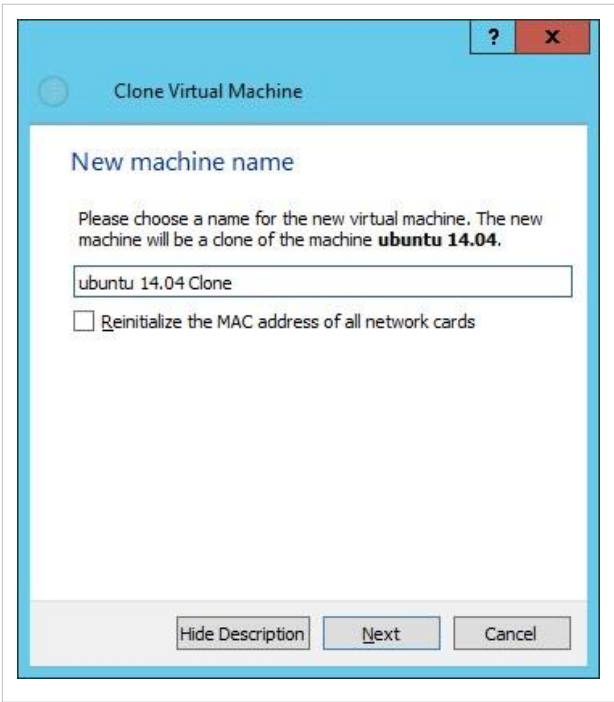 ? x
Clone Virtual Machine
New machine name
Please choose a name for the new virtual machine. The new
machine will be a clone of the machine ubuntu 14.04.
ubuntu 14.04 Clone
Reinitialize the MAC address of all network cards
Hide Description Next Cancel